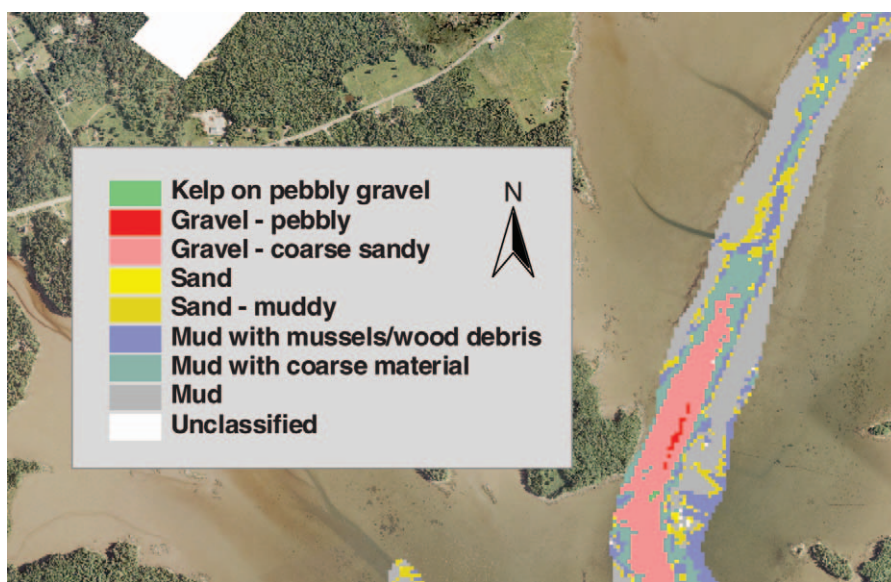 N
Kelp on pebbly gravel
Gravel - pebbly
Gravel - coarse sandy
Sand
Sand - muddy
Mud with mussels/wood debris
Mud with coarse material
Mud
Unclassified